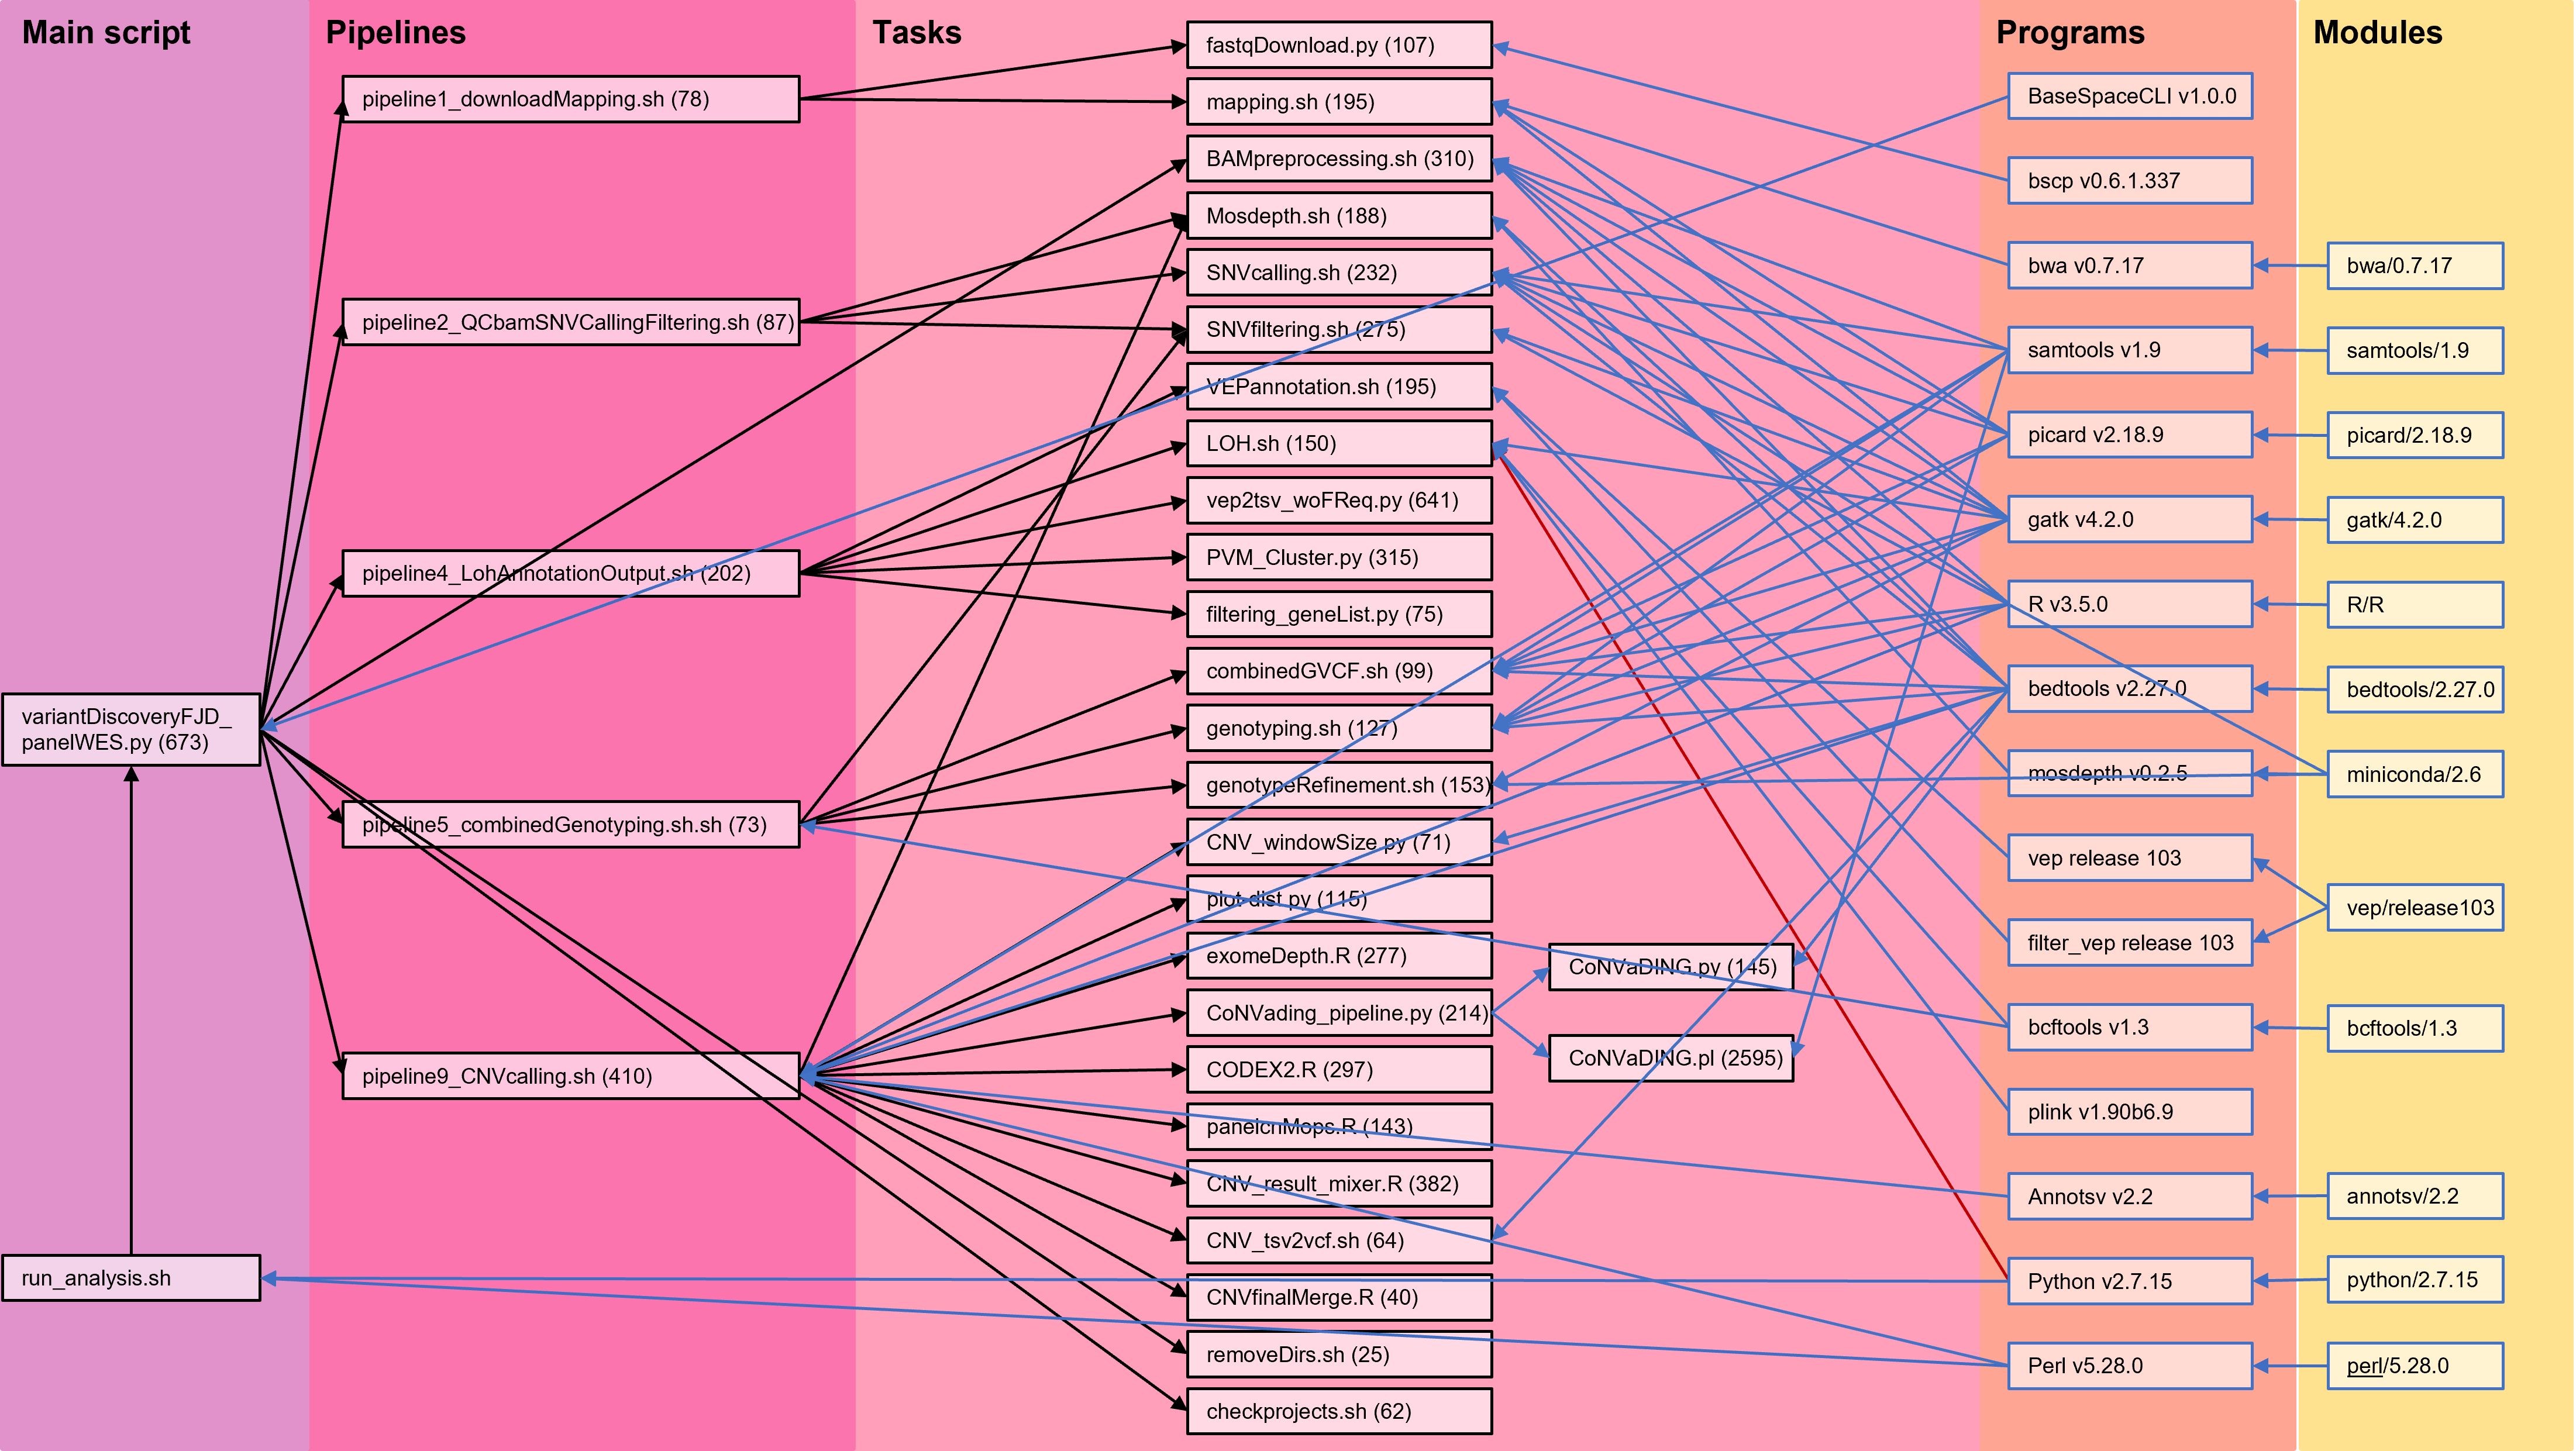 Main script
Pipelines
Tasks
Programs
Modules
variantDiscoveryFJD_
panelWES.py (673)
run_analysis.sh
pipeline1_downloadMapping.sh (78)
pipeline2_QCbamSNVCallingFiltering.sh (87)
pipeline4_LohAnnotationOutput.sh (202)
pipeline5_combinedGenotyping.sh.sh (73)
pipeline9_CNVcalling.sh (410)
fastqDownload.py (107)
mapping.sh (195)
BAMpreprocessing.sh (310)
Mosdepth.sh (188)
SNVcalling.sh (232)
SNVfiltering.sh (275)
VEPannotation.sh (195)
LOH.sh (150)
vep2tsv_woFReq.py (641)
PVM_Cluster.py (315)
filtering_geneList.py (75)
combinedGVCF.sh (99)
genotyping.sh (127)
genotypeRefinement.sh (153)
CNV_windowSize.py (71)
plot-dist.py (115)
exomeDepth.R (277)
CoNVading_pipeline.py (214)
CODEX2.R (297)
panelcnMops.R (143)
CNV_result_mixer.R (382)
CNV_tsv2vcf.sh (64)
CNVfinalMerge.R (40)
removeDirs.sh (25)
checkprojects.sh (62)
CoNVaDING.py (145)
CoNVaDING.pl (2595)
BaseSpaceCLI v1.0.0
bscp v0.6.1.337
bwa v0.7.17
samtools v1.9
picard v2.18.9
gatk v4.2.0
R v3.5.0
bedtools v2.27.0
mosdepth v0.2.5
vep release 103
filter_vep release 103
bcftools v1.3
plink v1.90b6.9
Annotsv v2.2
Python v2.7.15
Perl v5.28.0
bwa/0.7.17
samtools/1.9
picard/2.18.9
gatk/4.2.0
R/R
bedtools/2.27.0
miniconda/2.6
vep/release103
bcftools/1.3
annotsv/2.2
python/2.7.15
perl/5.28.0